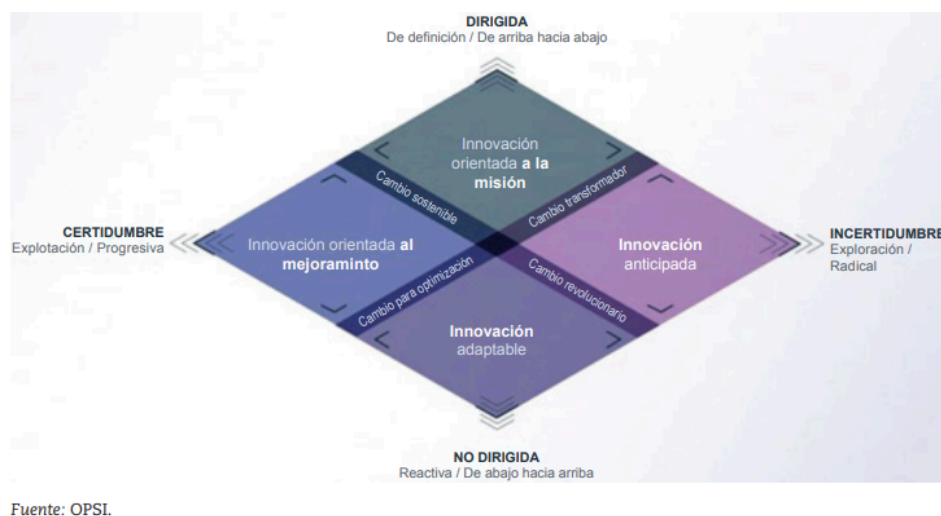 DIRIGIDA
De definición / De arriba hacia abajo
Innovación
orientada a la
misión
Cambio sostenible
Cambio transformador
CERTIDUMBRE
Explotación / Progresiva
Innovación orientada al
mejoraminto
Innovación
anticipada
INCERTIDUMBRE
Exploración /
Radical
Cambio para optimización
Cambio revolucionario
Innovación
adaptable
NO DIRIGIDA
Reactiva / De abajo hacia arriba
Fuente: OPSI.